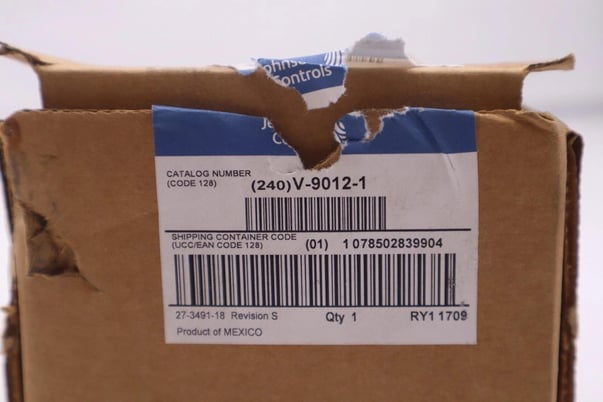 Controls
CATALOG NUMBER
(CODE 128)
(240)V-9012-1
SHIPPING CONTAINER CODE
(UCC/EAN CODE 128)
(01) 1 078502839904
27-3491-18 Revision S
Qty 1
RY1 1709
Product of MEXICO